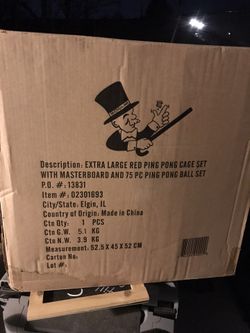 Description: EXTRA LARGE RED PING PONG CAGE SET
WITH MASTERBOARD AND 75 PC PING PONG BALL SET
P.O. #: 13831
Item #: 02301693
City/State: Elgin, IL
Country of Origin: Made in China
Ctn Qty: 1 PCS
Ctn G.W. 5.1 KG
Ctn N.W. 3.9 KG
Measurement: 52.5 X 45 X 52 CM
Carton No.
Lot #: